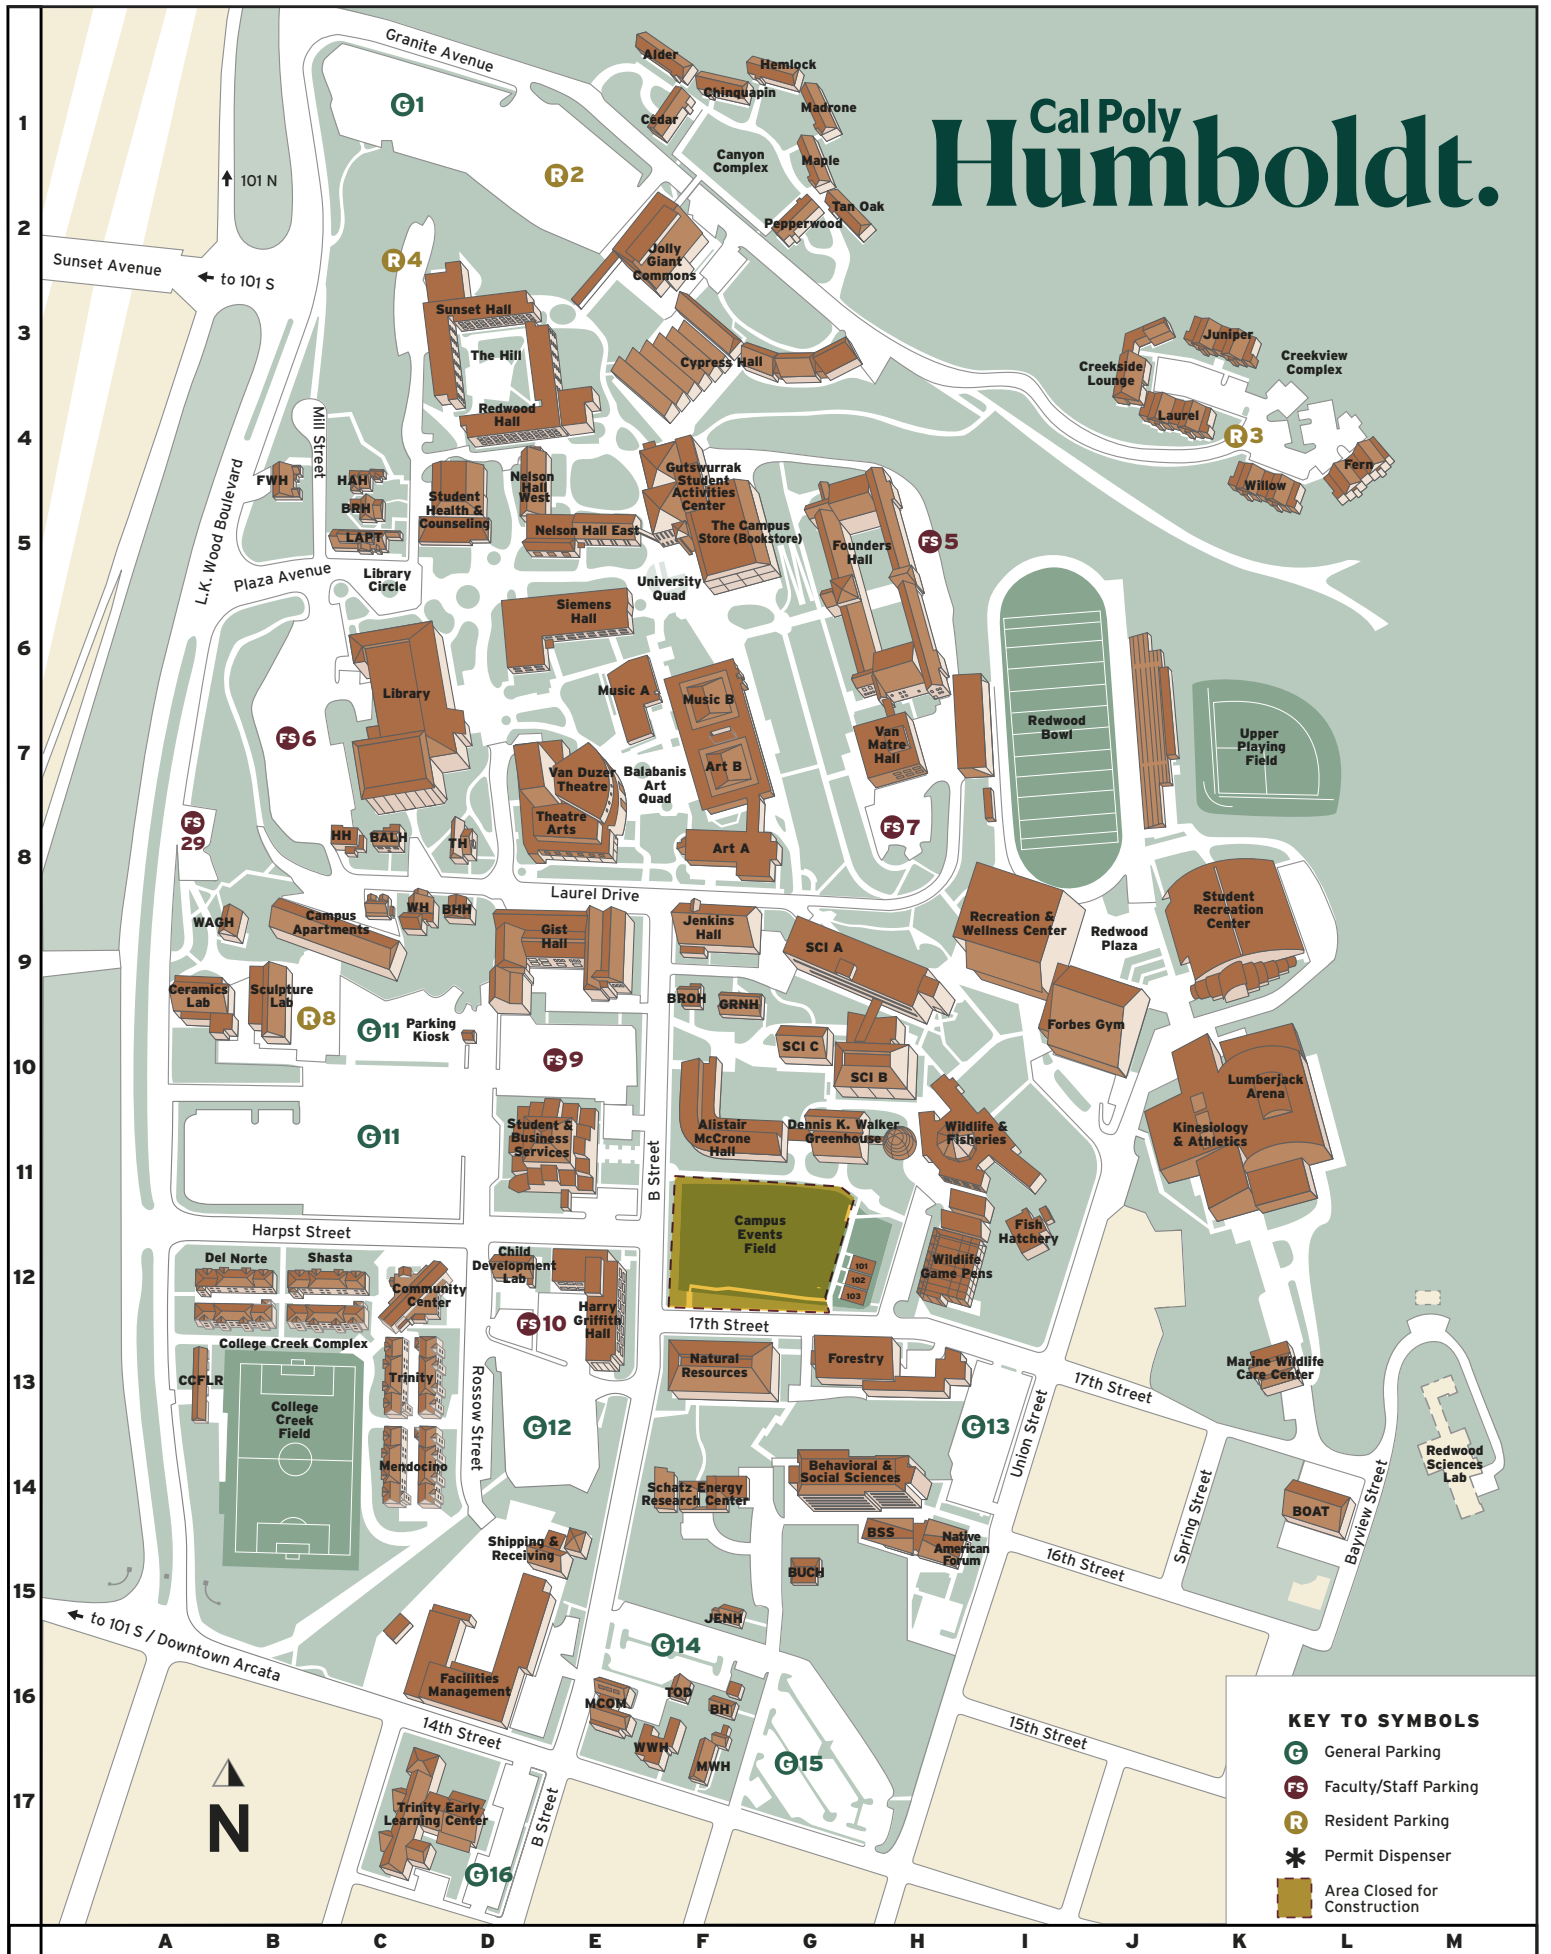 Cal Poly
Humboldt.
Granite Avenue
G1
R2
Alder
Hemlock
Chinquapin
Madrone
Cedar
Canyon
Complex
Maple
Tan Oak
Pepperwood
101 N
Sunset Avenue
to 101 S
R4
Jolly
Giant
Commons
Sunset Hall
The Hill
Redwood
Hall
Cypress Hall
Juniper
Creekview
Complex
Creekside
Lounge
Laurel
R3
Fern
Willow
Mill Street
L.K. Wood Boulevard
FWH
HAH
BRH
LAPT
Student
Health &
Counseling
Nelson
Hall
West
Nelson Hall East
Gutswurrak
Student
Activities
Center
The Campus
Store (Bookstore)
Founders
Hall
FS5
Plaza Avenue
Library
Circle
University
Quad
Siemens
Hall
Library
Music A
Music B
Art B
Van
Matre
Hall
Redwood
Bowl
Upper
Playing
Field
FS6
Van Duzer
Theatre
Theatre
Arts
Balabanis
Art
Quad
FS
29
HH
BALH
TH
Art A
FS7
Laurel Drive
WAGH
Campus
Apartments
WH
BHH
Gist
Hall
Jenkins
Hall
SCI A
Recreation &
Wellness Center
Redwood
Plaza
Student
Recreation
Center
Ceramics
Lab
Sculpture
Lab
R8
G11
Parking
Kiosk
FS9
BROH
GRNH
SCI C
SCI B
Forbes Gym
Lumberjack
Arena
Kinesiology
& Athletics
G11
Student &
Business
Services
B Street
Alistair
McCrone
Hall
Dennis K. Walker
Greenhouse
Wildlife &
Fisheries
Harpst Street
Campus
Events
Field
Fish
Hatchery
Wildlife
Game Pens
101
102
103
Del Norte
Shasta
Community
Center
Child
Development
Lab
FS10
Harry
Griffith
Hall
College Creek Complex
17th Street
CCFLR
College
Creek
Field
Trinity
Mendocino
Rossow Street
G12
Natural
Resources
Forestry
G13
Union Street
17th Street
Marine Wildlife
Care Center
Redwood
Sciences
Lab
Schatz Energy
Research Center
Behavioral &
Social Sciences
BSS
Native
American
Forum
BOAT
Spring Street
Bayview Street
16th Street
Shipping &
Receiving
BUCH
JENH
G14
to 101 S / Downtown Arcata
Facilities
Management
MCOM
TOD
BH
WWH
MWH
G15
15th Street
14th Street
B Street
Trinity Early
Learning Center
G16
N
KEY TO SYMBOLS
G General Parking
FS Faculty/Staff Parking
R Resident Parking
* Permit Dispenser
Area Closed for
Construction
1
2
3
4
5
6
7
8
9
10
11
12
13
14
15
16
17
A B C D E F G H I J K L M